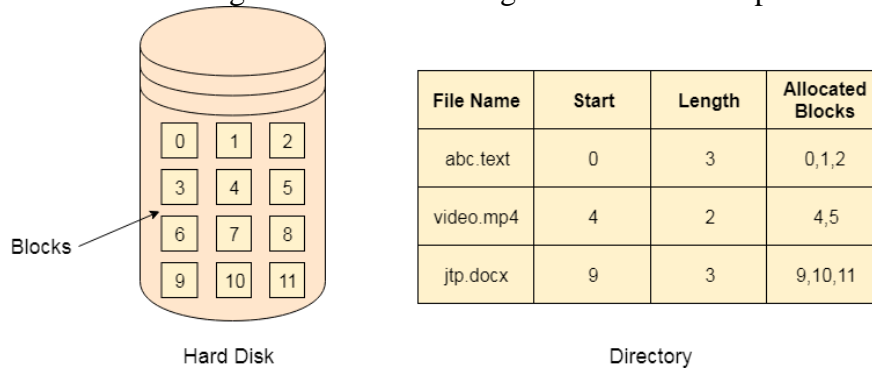 File Name Start Length Allocated Blocks
abc.text 0 3 0,1,2
video.mp4 4 2 4,5
jtp.docx 9 3 9,10,11
0 1 2
3 4 5
6 7 8
9 10 11
Blocks
Hard Disk
Directory